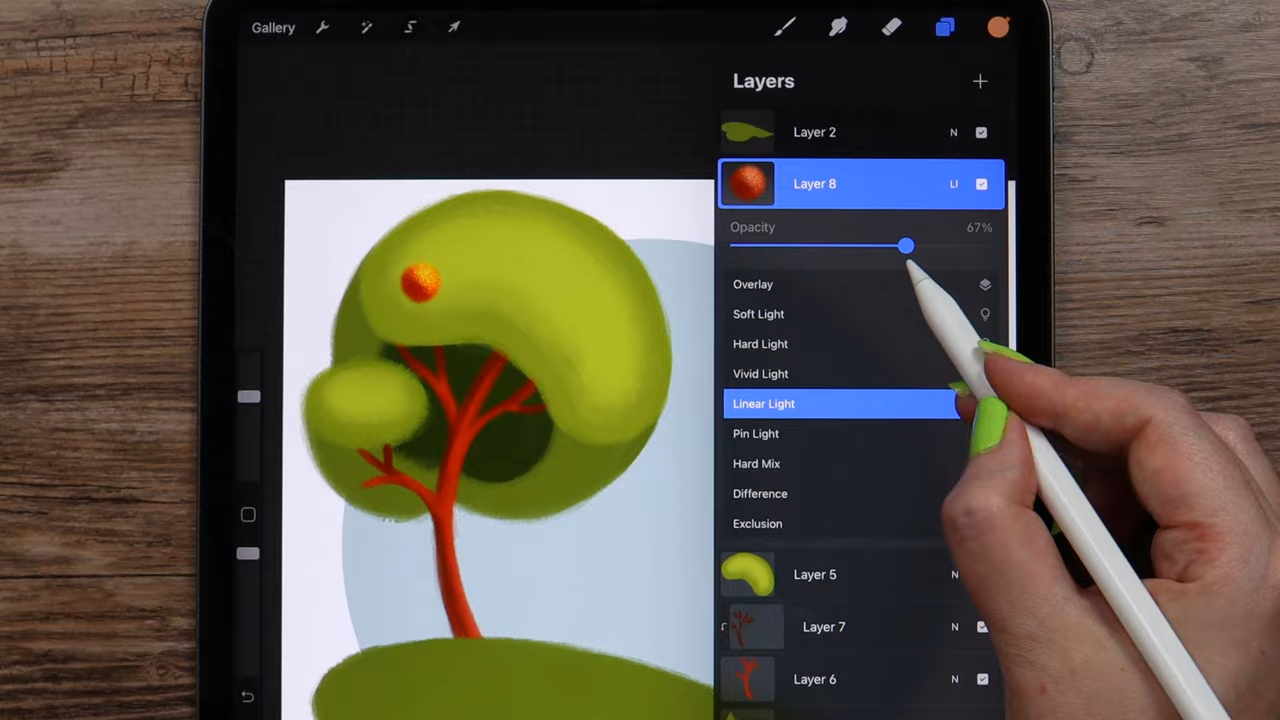 Gallery
Layers
Layer 2 N
Layer 8 LI
Opacity 67%
Overlay
Soft Light
Hard Light
Vivid Light
Linear Light
Pin Light
Hard Mix
Difference
Exclusion
Layer 5 N
Layer 7 N
Layer 6 N